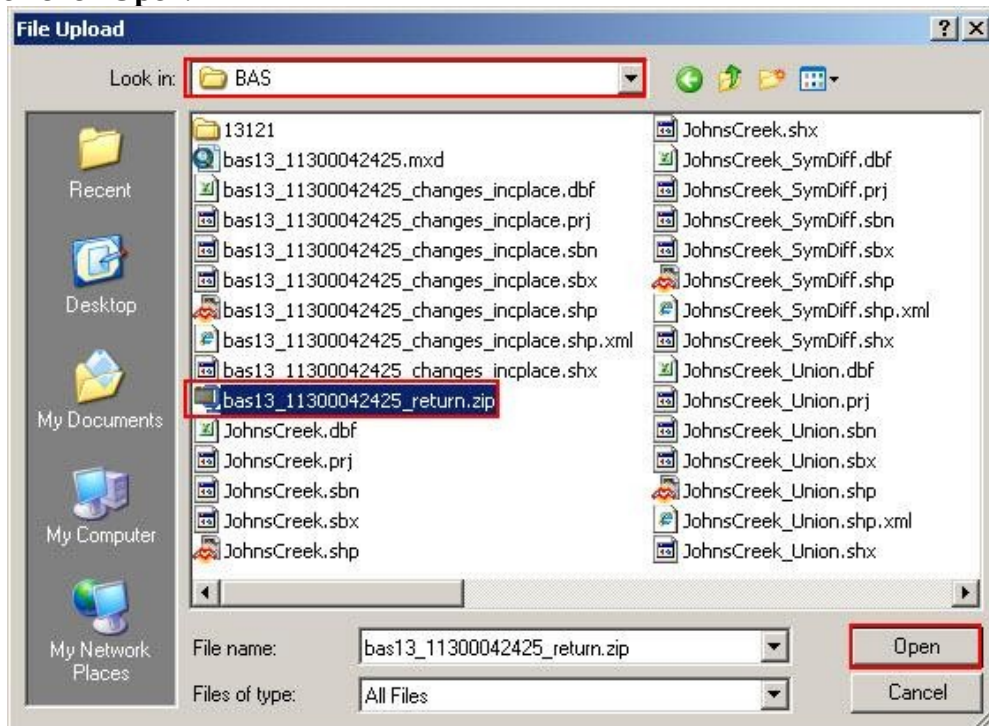 File Upload
Look in: BAS
Recent
Desktop
My Documents
My Computer
My Network
Places
13121
bas13_11300042425.mxd
bas13_11300042425_changes_incplace.dbf
bas13_11300042425_changes_incplace.prj
bas13_11300042425_changes_incplace.sbn
bas13_11300042425_changes_incplace.sbx
bas13_11300042425_changes_incplace.shp
bas13_11300042425_changes_incplace.shp.xml
bas13_11300042425_changes_incplace.shx
bas13_11300042425_return.zip
JohnsCreek.dbf
JohnsCreek.prj
JohnsCreek.sbn
JohnsCreek.sbx
JohnsCreek.shp
JohnsCreek.shx
JohnsCreek_SymDiff.dbf
JohnsCreek_SymDiff.prj
JohnsCreek_SymDiff.sbn
JohnsCreek_SymDiff.sbx
JohnsCreek_SymDiff.shp
JohnsCreek_SymDiff.shp.xml
JohnsCreek_SymDiff.shx
JohnsCreek_Union.dbf
JohnsCreek_Union.prj
JohnsCreek_Union.sbn
JohnsCreek_Union.sbx
JohnsCreek_Union.shp
JohnsCreek_Union.shp.xml
JohnsCreek_Union.shx
File name: bas13_11300042425_return.zip
Open
Files of type: All Files
Cancel